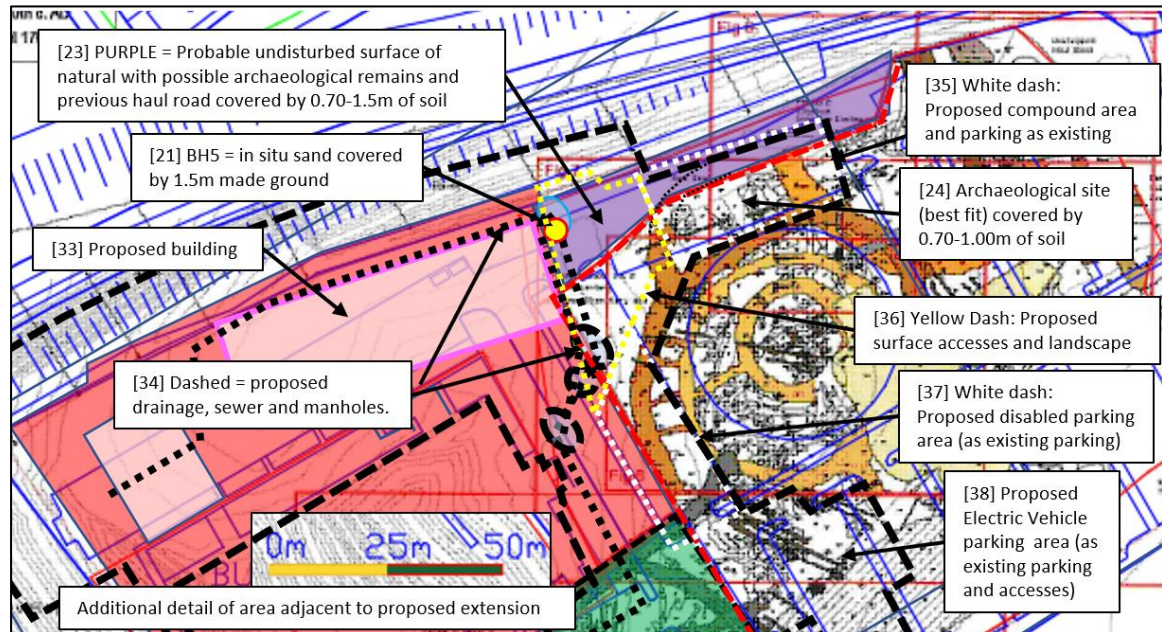 [23] PURPLE = Probable undisturbed surface of
natural with possible archaeological remains and
previous haul road covered by 0.70-1.5m of soil
[35] White dash:
Proposed compound area
and parking as existing
[21] BH5 = in situ sand covered
by 1.5m made ground
[24] Archaeological site
(best fit) covered by
0.70-1.00m of soil
[33] Proposed building
[36] Yellow Dash: Proposed
surface accesses and landscape
[34] Dashed = proposed
drainage, sewer and manholes.
[37] White dash:
Proposed disabled parking
area (as existing parking)
[38] Proposed
Electric Vehicle
parking area (as
existing parking
and accesses)
0m 25m 50m
Additional detail of area adjacent to proposed extension